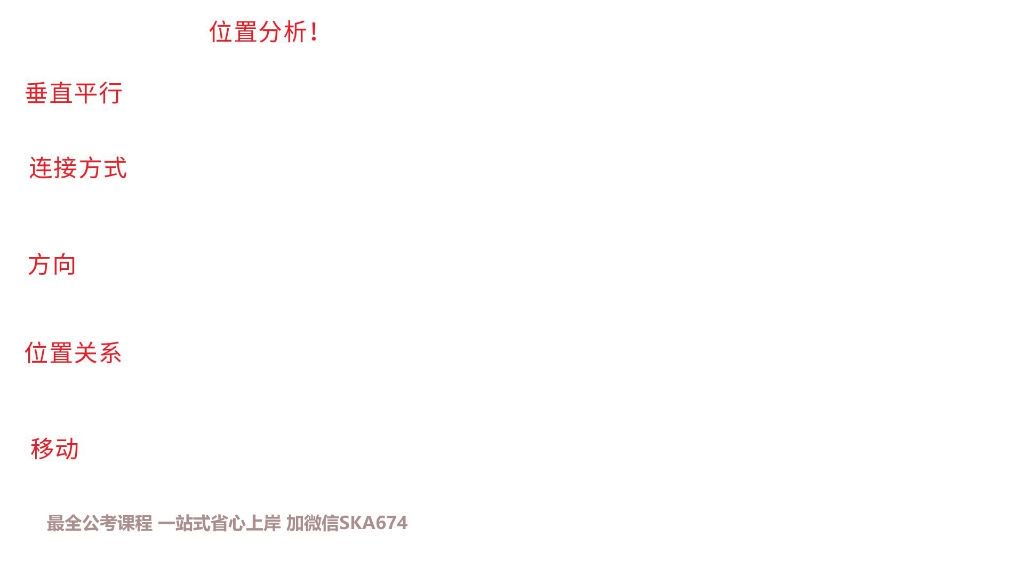 位置分析！
垂直平行
连接方式
方向
位置关系
移动
最全公考课程 一站式省心上岸 加微信SKA674